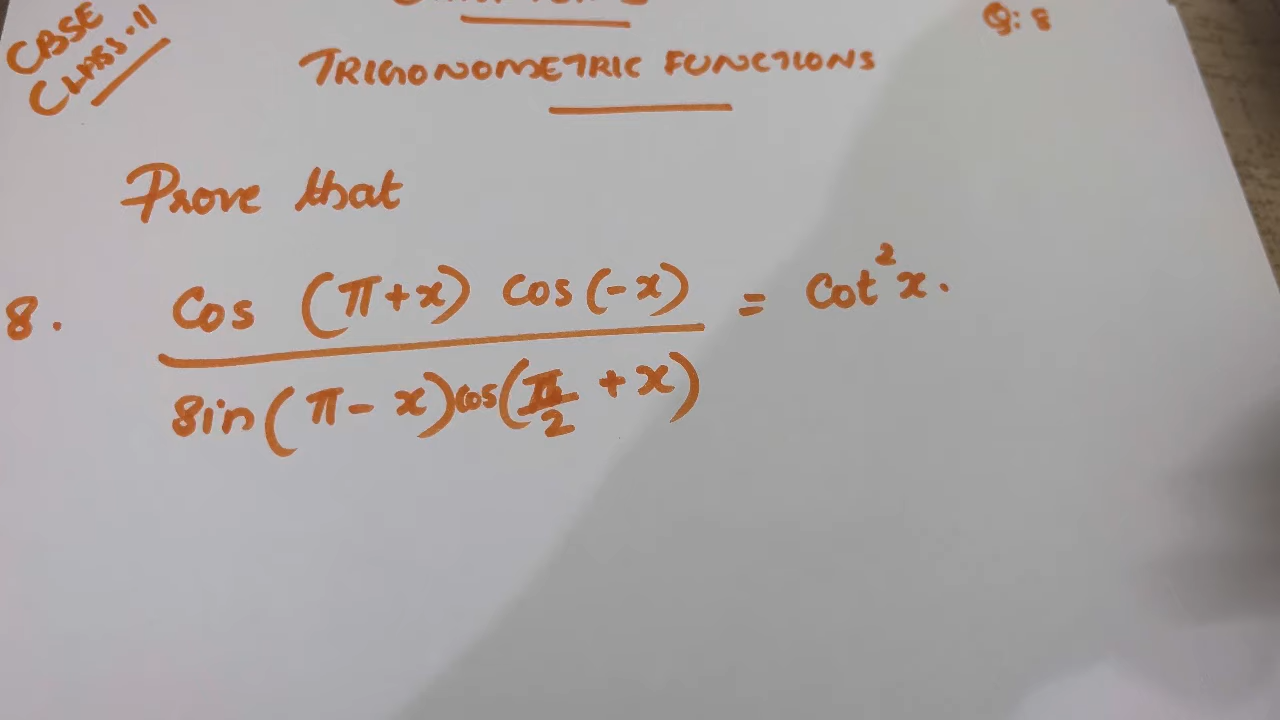 CBSE
CLASS-11
Q: 8
TRIGONOMETRIC FUNCTIONS
Prove that
8. Cos (π+x) cos(-x) = Cot²x.
sin(π-x)cos(π/2 +x)